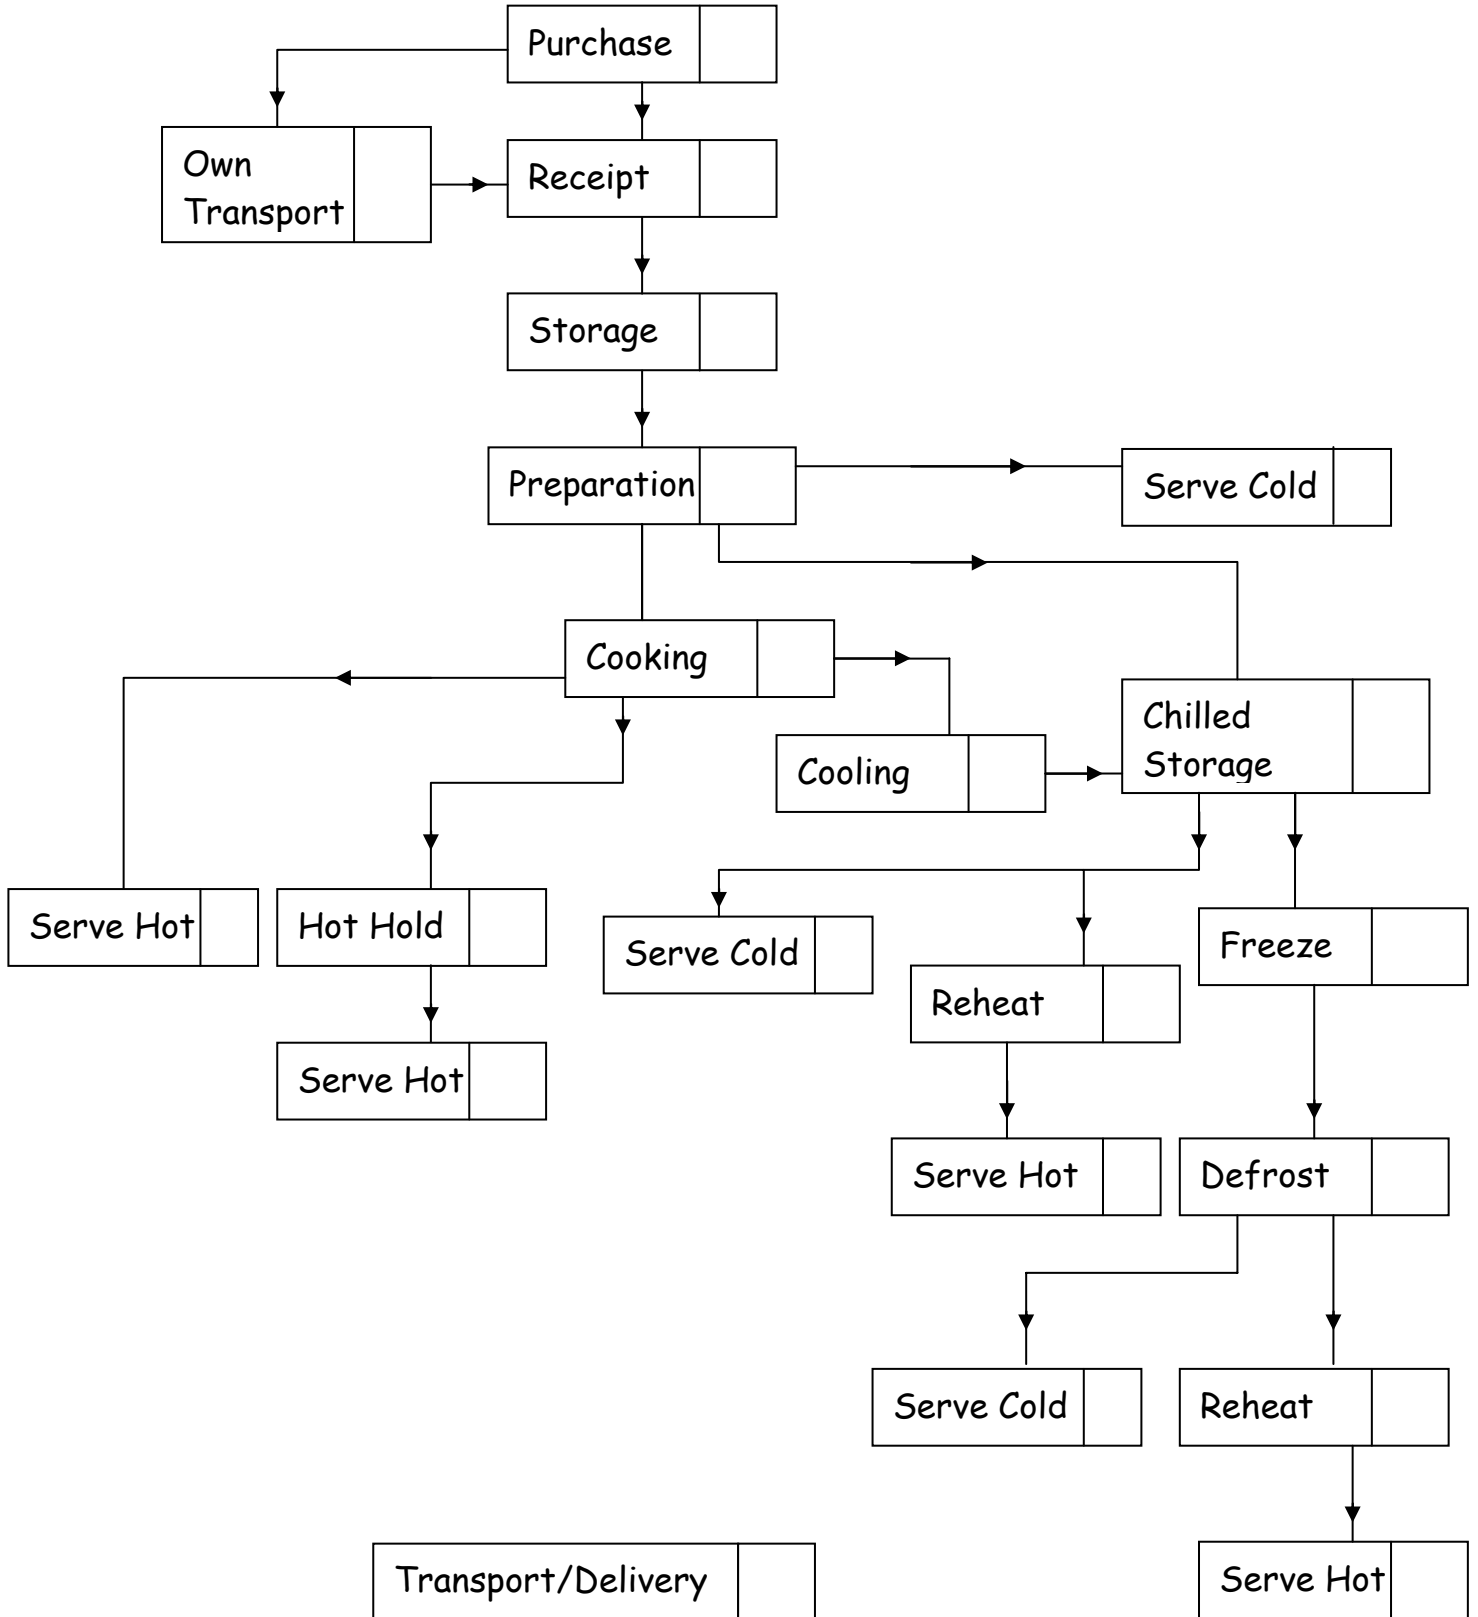 Purchase
Own
Transport
Receipt
Storage
Preparation
Serve Cold
Cooking
Chilled
Storage
Cooling
Serve Hot
Hot Hold
Serve Cold
Freeze
Reheat
Serve Hot
Serve Hot
Defrost
Serve Cold
Reheat
Transport/Delivery
Serve Hot